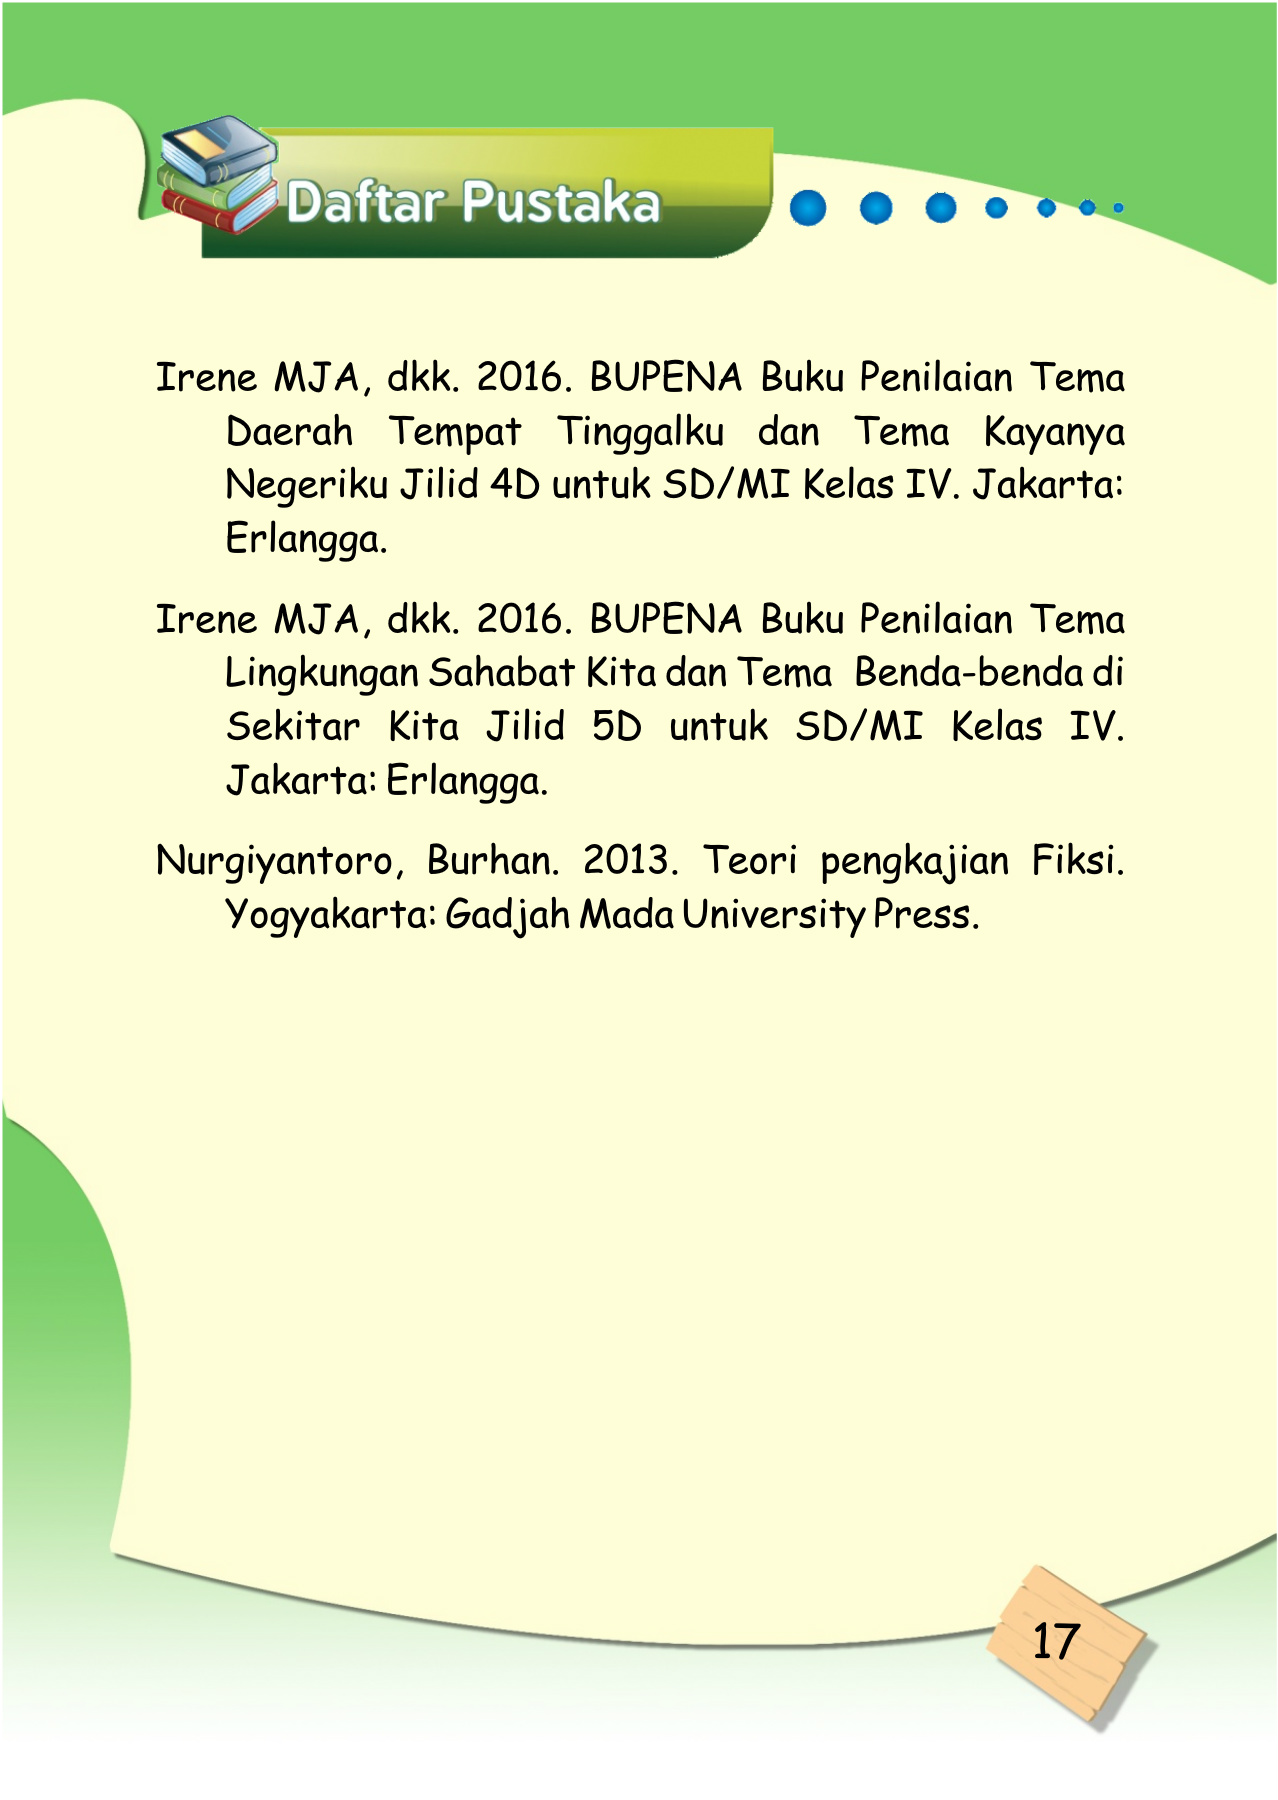 Daftar Pustaka
Irene MJA, dkk. 2016. BUPENA Buku Penilaian Tema
Daerah Tempat Tinggalku dan Tema Kayanya
Negeriku Jilid 4D untuk SD/MI Kelas IV. Jakarta:
Erlangga.
Irene MJA, dkk. 2016. BUPENA Buku Penilaian Tema
Lingkungan Sahabat Kita dan Tema Benda-benda di
Sekitar Kita Jilid 5D untuk SD/MI Kelas IV.
Jakarta: Erlangga.
Nurgiyantoro, Burhan. 2013. Teori pengkajian Fiksi.
Yogyakarta: Gadjah Mada University Press.
17